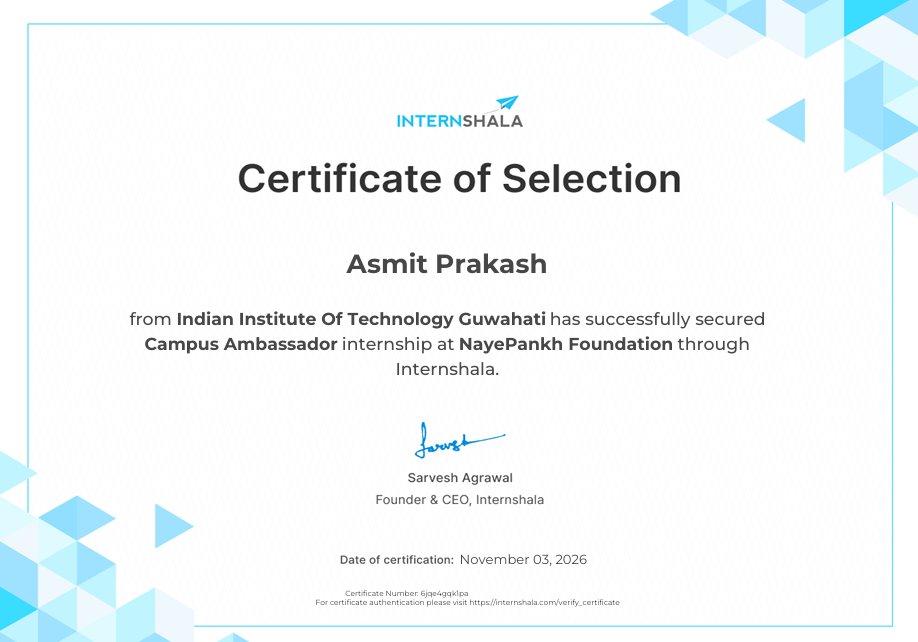 INTERNSHALA
Certificate of Selection
Asmit Prakash
from Indian Institute Of Technology Guwahati has successfully secured
Campus Ambassador internship at NayePankh Foundation through
Internshala.
Sarvesh
Sarvesh Agrawal
Founder & CEO, Internshala
Date of certification: November 03, 2026
Certificate Number: 6jqe4gqk1pa
For certificate authentication please visit https://internshala.com/verify_certificate